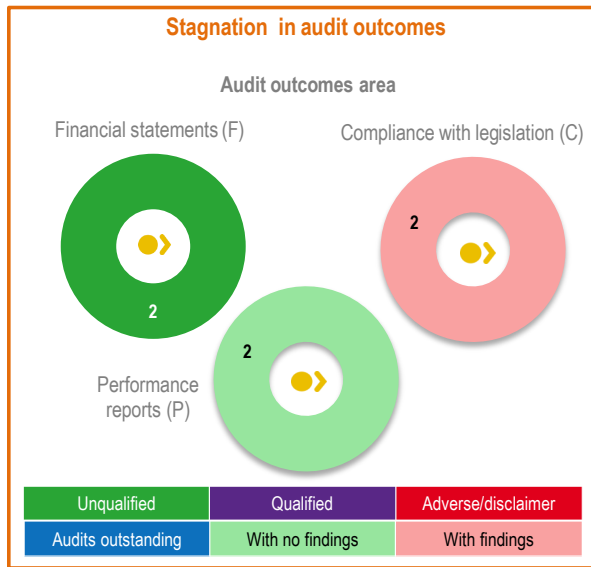 Stagnation in audit outcomes
Audit outcomes area
Financial statements (F)
Compliance with legislation (C)
2
2
2
Performance
reports (P)
Unqualified
Qualified
Adverse/disclaimer
Audits outstanding
With no findings
With findings